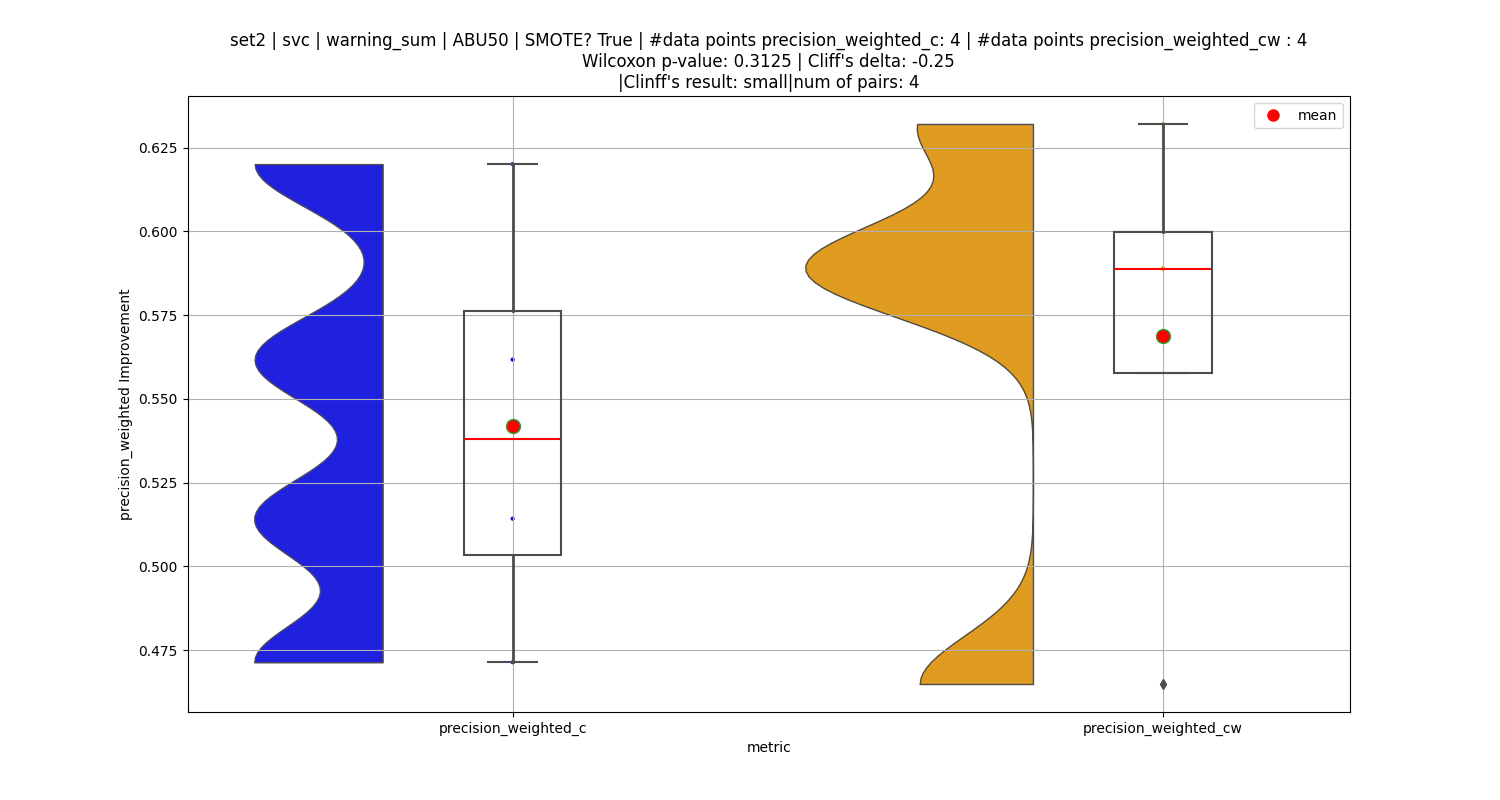 set2 | svc | warning_sum | ABU50 | SMOTE? True | #data points precision_weighted_c: 4 | #data points precision_weighted_cw : 4
Wilcoxon p-value: 0.3125 | Cliff's delta: -0.25
|Clinff's result: small|num of pairs: 4
mean
0.625
0.600
0.575
0.550
0.525
0.500
0.475
precision_weighted Improvement
precision_weighted_c
precision_weighted_cw
metric